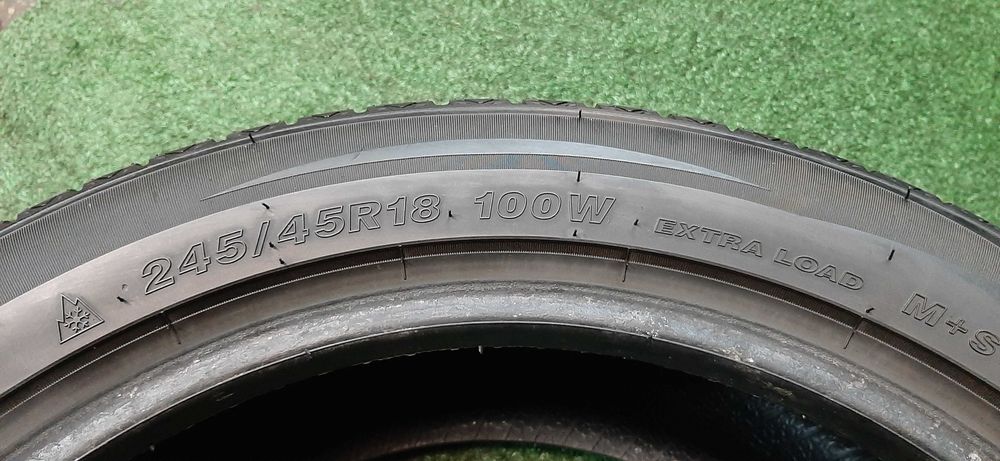 245/45R18 100W EXTRA LOAD M+S